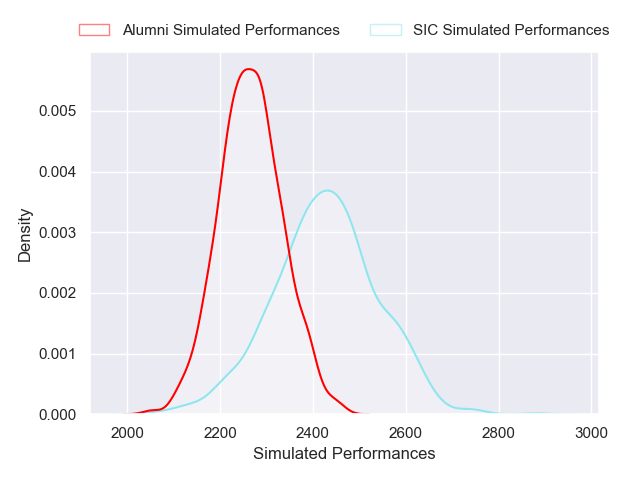 Alumni Simulated Performances SIC Simulated Performances
0.005
0.004
0.003
0.002
0.001
0.000
Density
2000 2200 2400 2600 2800 3000
Simulated Performances